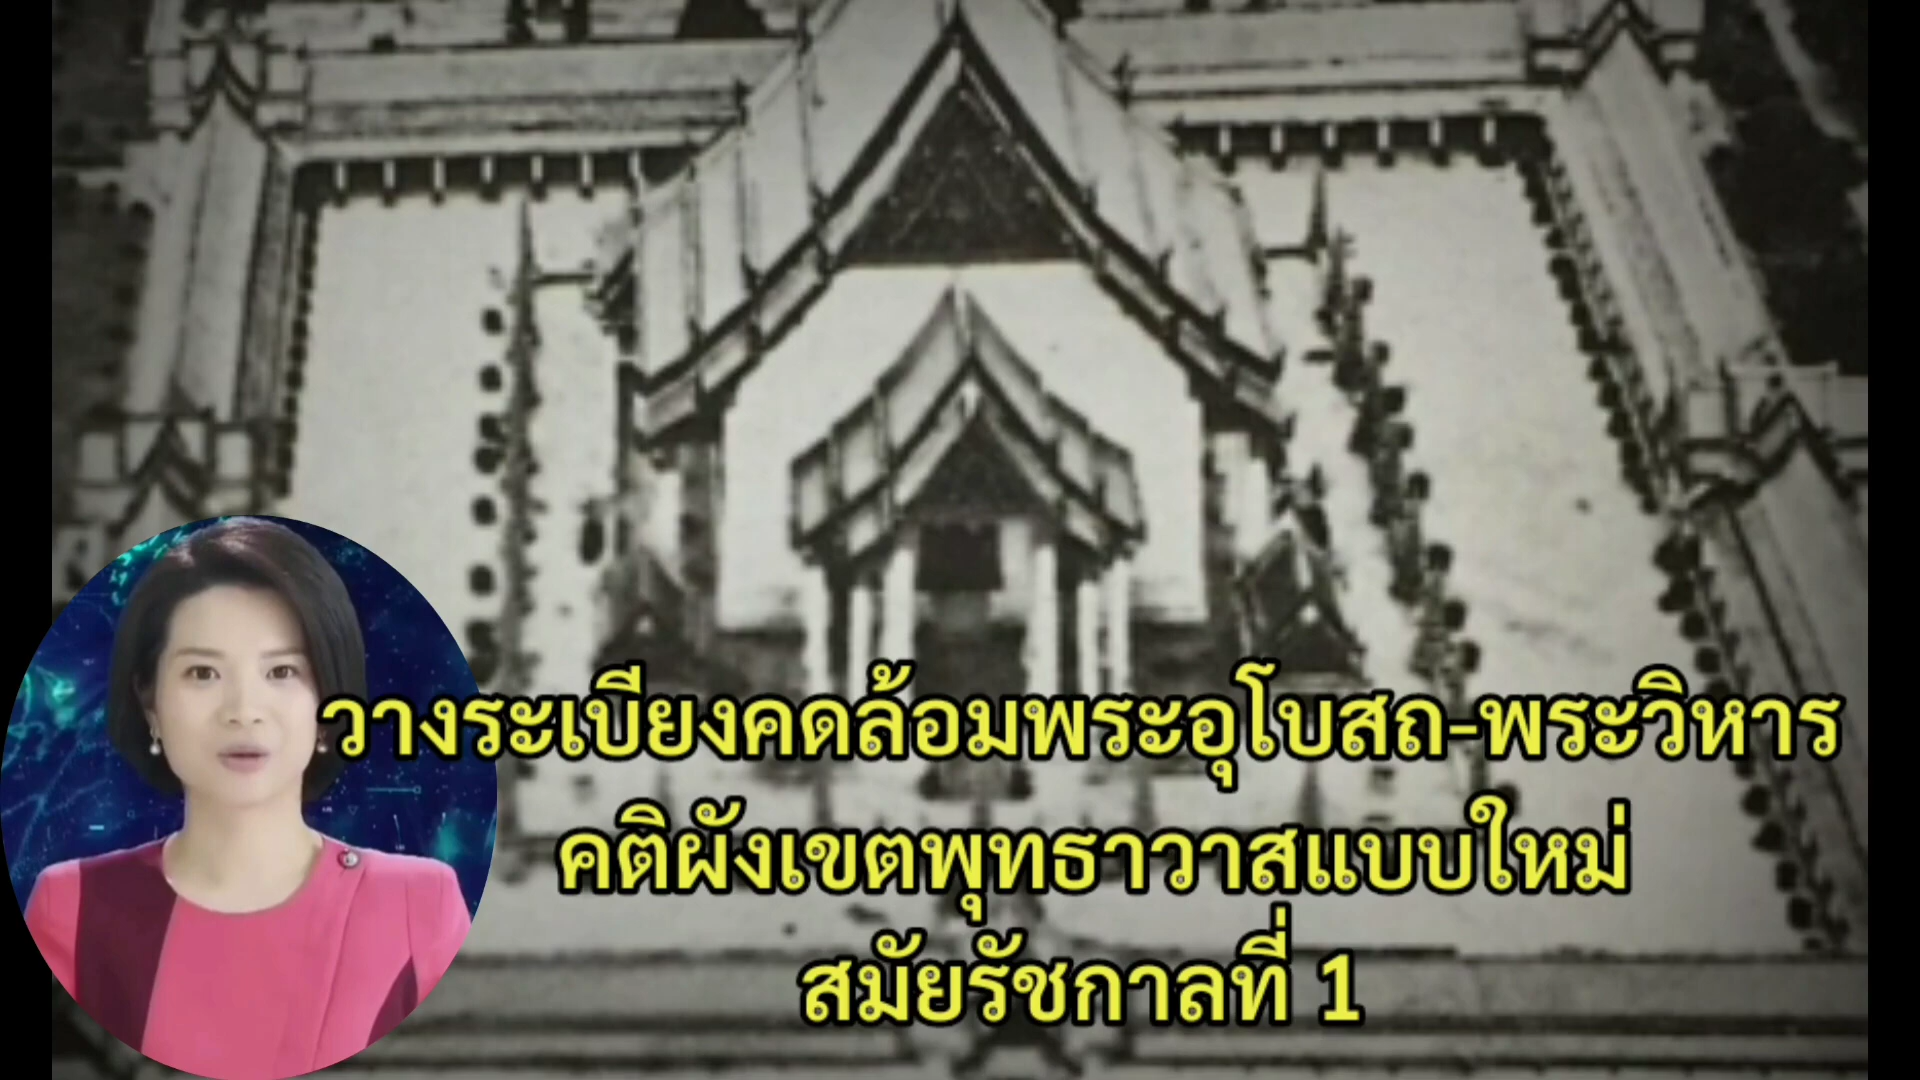 วางระเบียงคดล้อมพระอุโบสถ-พระวิหาร
คติผังเขตพุทธาวาสแบบใหม่
สมัยรัชกาลที่ 1